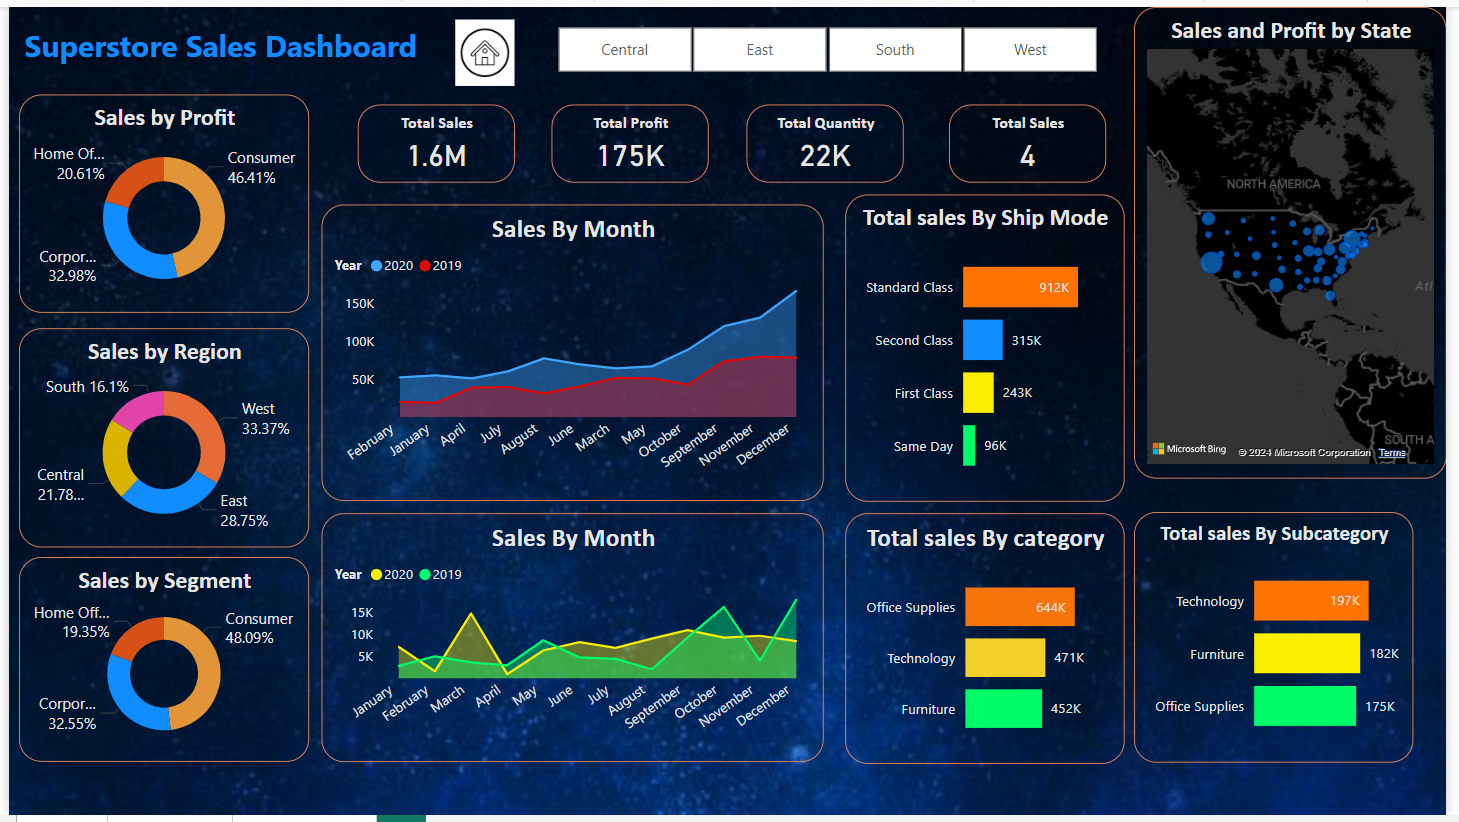 Superstore Sales Dashboard
Central
East
South
West
Sales and Profit by State
NORTH AMERICA
Atl
SOUTH A
Microsoft Bing
© 2024 Microsoft Corporation Terms
Sales by Profit
Home Of...
20.61%
Consumer
46.41%
Corpor...
32.98%
Total Sales
1.6M
Total Profit
175K
Total Quantity
22K
Total Sales
4
Sales By Month
Year 2020 2019
150K
100K
50K
February
January
April
July
August
June
March
May
October
September
November
December
Total sales By Ship Mode
Standard Class 912K
Second Class 315K
First Class 243K
Same Day 96K
Sales by Region
South 16.1%
West
33.37%
Central
21.78...
East
28.75%
Sales by Segment
Home Off...
19.35%
Consumer
48.09%
Corpor...
32.55%
Sales By Month
Year 2020 2019
15K
10K
5K
January
February
March
April
May
June
July
August
September
October
November
December
Total sales By category
Office Supplies 644K
Technology 471K
Furniture 452K
Total sales By Subcategory
Technology 197K
Furniture 182K
Office Supplies 175K